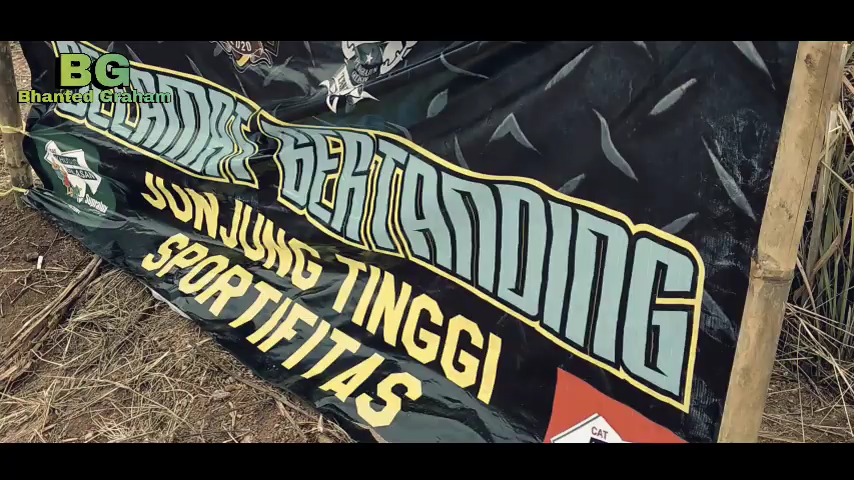 BG
Bhanted Graham
SELAMAT BERTANDING
JUNJUNG TINGGI
SPORTIFITAS
CAT